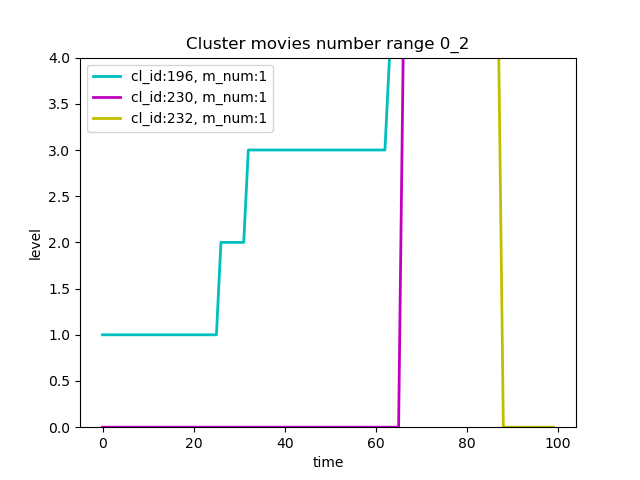 Cluster movies number range 0_2
cl_id:196, m_num:1
cl_id:230, m_num:1
cl_id:232, m_num:1
4.0
3.5
3.0
2.5
2.0
1.5
1.0
0.5
0.0
level
0 20 40 60 80 100
time